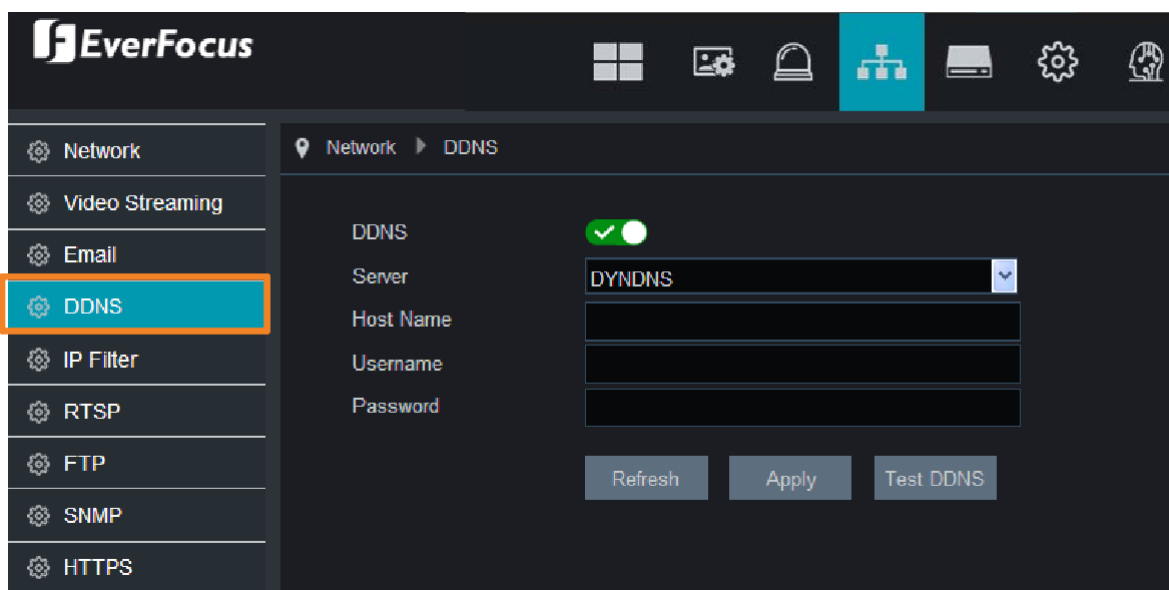 EverFocus
Network
Video Streaming
Email
DDNS
IP Filter
RTSP
FTP
SNMP
HTTPS
Network DDNS
DDNS
Server DYNDNS
Host Name
Username
Password
Refresh Apply Test DDNS